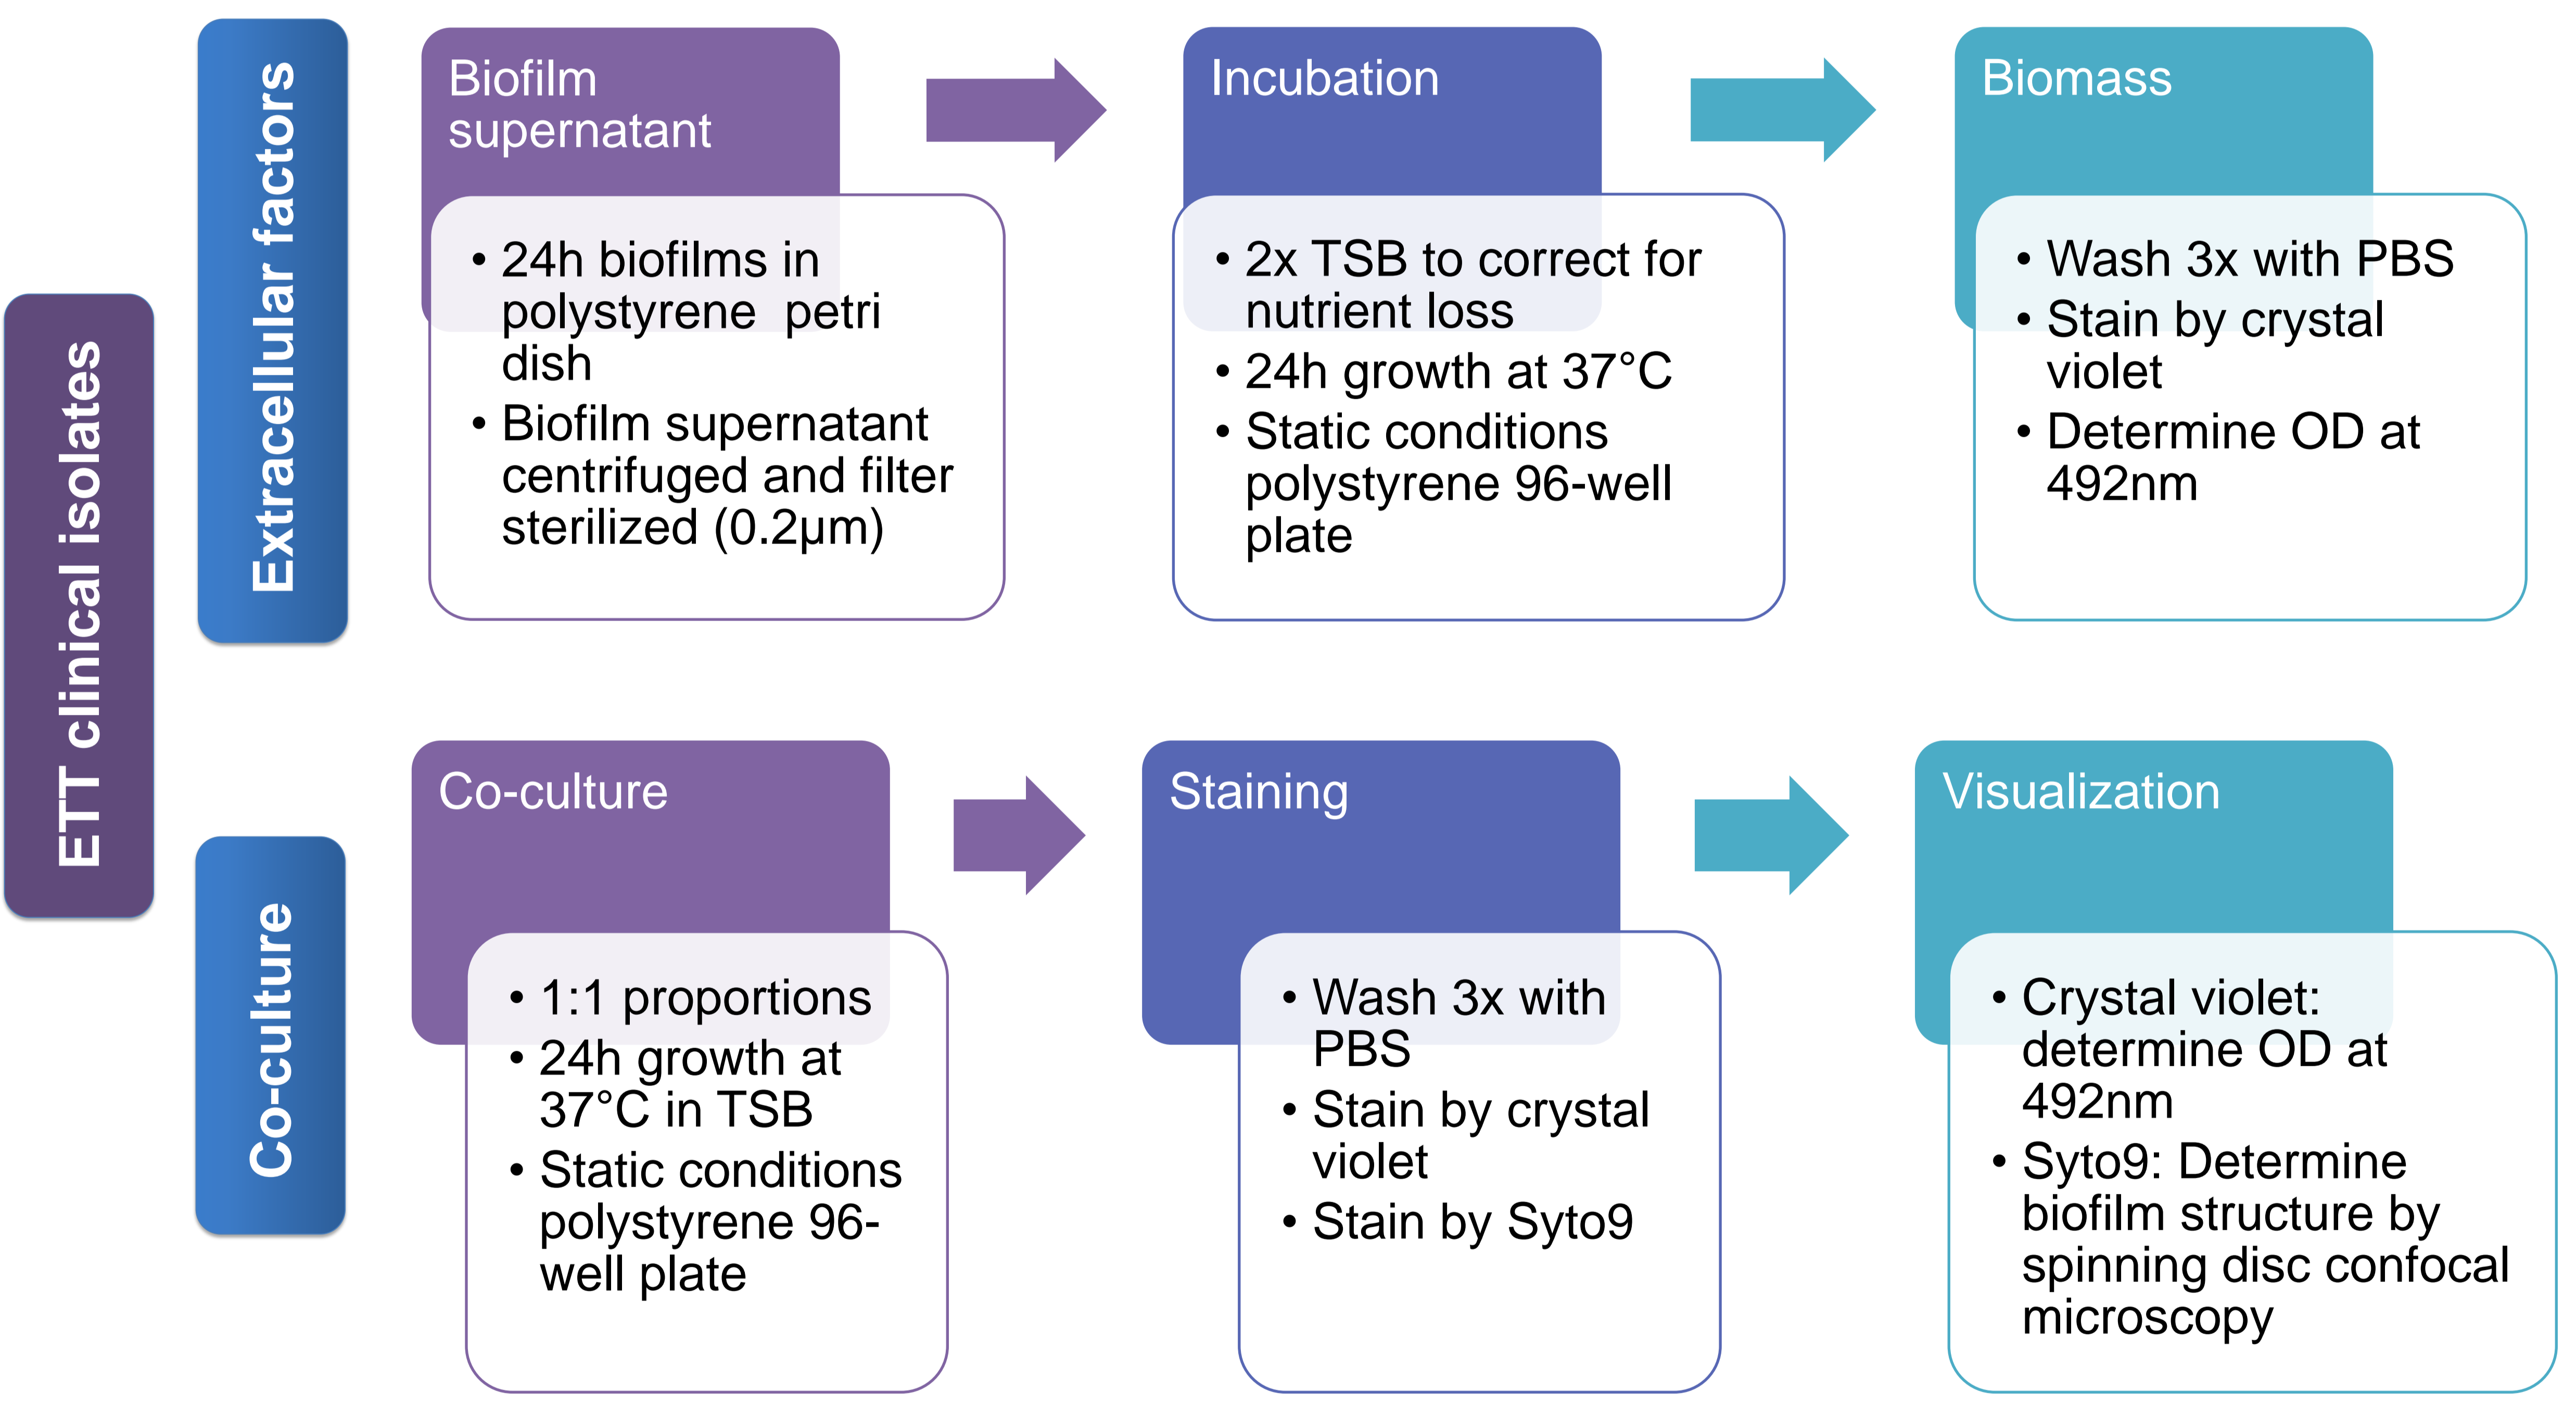 ETT clinical isolates
Extracellular factors
Biofilm
supernatant
• 24h biofilms in
polystyrene  petri
dish
• Biofilm supernatant
centrifuged and filter
sterilized (0.2µm)
Incubation
• 2x TSB to correct for
nutrient loss
• 24h growth at 37°C
• Static conditions
polystyrene 96-well
plate
Biomass
• Wash 3x with PBS
• Stain by crystal
violet
• Determine OD at
492nm
Co-culture
Co-culture
• 1:1 proportions
• 24h growth at
37°C in TSB
• Static conditions
polystyrene 96-
well plate
Staining
• Wash 3x with
PBS
• Stain by crystal
violet
• Stain by Syto9
Visualization
• Crystal violet:
determine OD at
492nm
• Syto9: Determine
biofilm structure by
spinning disc confocal
microscopy